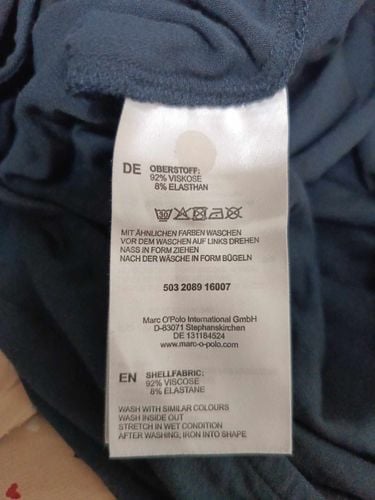 DE OBERSTOFF:
92% VISKOSE
8% ELASTHAN
30
MIT ÄHNLICHEN FARBEN WASCHEN
VOR DEM WASCHEN AUF LINKS DREHEN
NASS IN FORM ZIEHEN
NACH DER WÄSCHE IN FORM BÜGELN
503 2089 16007
Marc O'Polo International GmbH
D-83071 Stephanskirchen
DE 131184524
www.marc-o-polo.com
EN SHELLFABRIC:
92% VISCOSE
8% ELASTANE
WASH WITH SIMILAR COLOURS
WASH INSIDE OUT
STRETCH IN WET CONDITION
AFTER WASHING, IRON INTO SHAPE